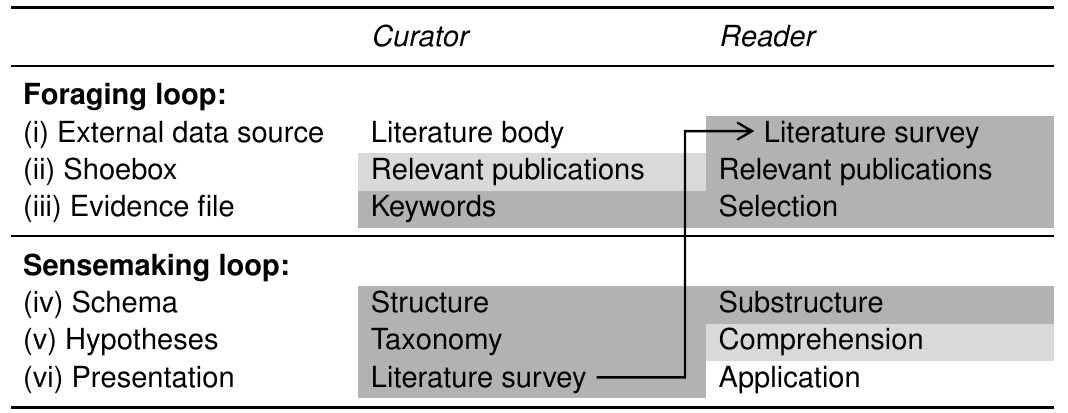 Curator Reader
Foraging loop:
(i) External data source Literature body Literature survey
(ii) Shoebox Relevant publications Relevant publications
(iii) Evidence file Keywords Selection
Sensemaking loop:
(iv) Schema Structure Substructure
(v) Hypotheses Taxonomy Comprehension
(vi) Presentation Literature survey Application